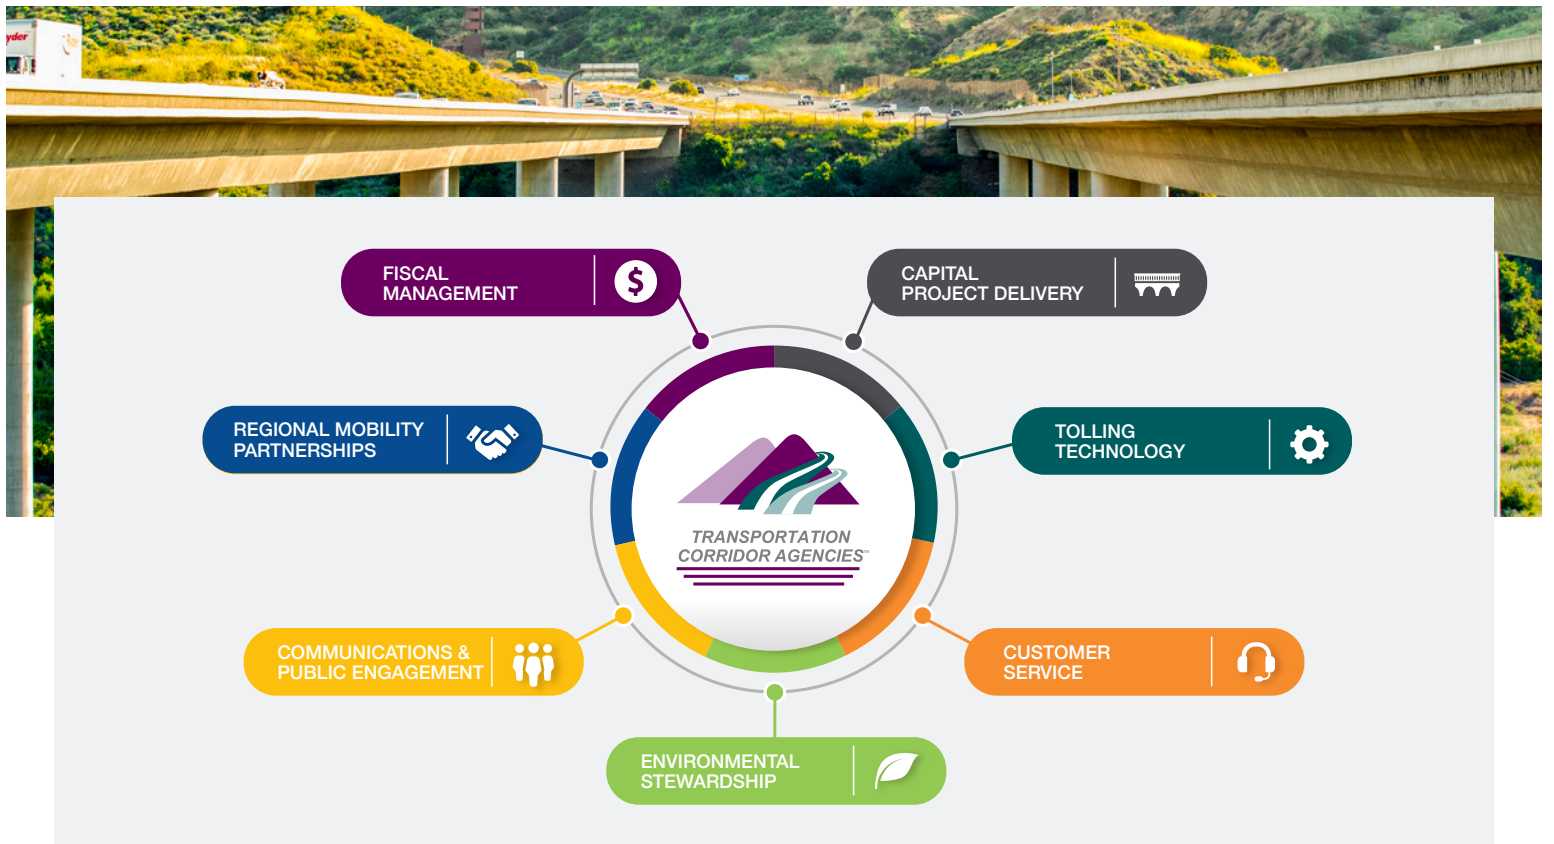 FISCAL
MANAGEMENT
CAPITAL
PROJECT DELIVERY
REGIONAL MOBILITY
PARTNERSHIPS
TOLLING
TECHNOLOGY
TRANSPORTATION
CORRIDOR AGENCIES™
COMMUNICATIONS &
PUBLIC ENGAGEMENT
CUSTOMER
SERVICE
ENVIRONMENTAL
STEWARDSHIP